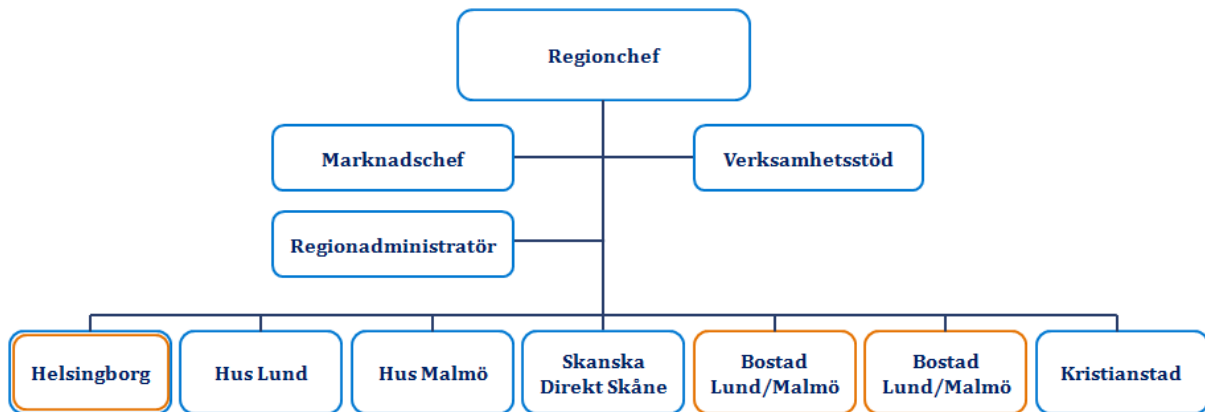 Regionchef
Marknadschef
Verksamhetsstöd
Regionadministratör
Helsingborg
Hus Lund
Hus Malmö
Skanska
Direkt Skåne
Bostad
Lund/Malmö
Bostad
Lund/Malmö
Kristianstad